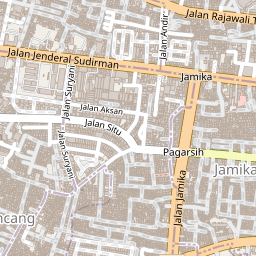 Jalan Rajawali T
Jalan Andir
Jalan Jenderal Sudirman
Jamika
Jalan Suryani
Jalan Aksan
Jalan Situ
Jalan Suryani
Pagarsih
Jamika
Jalan Jamika
ncang